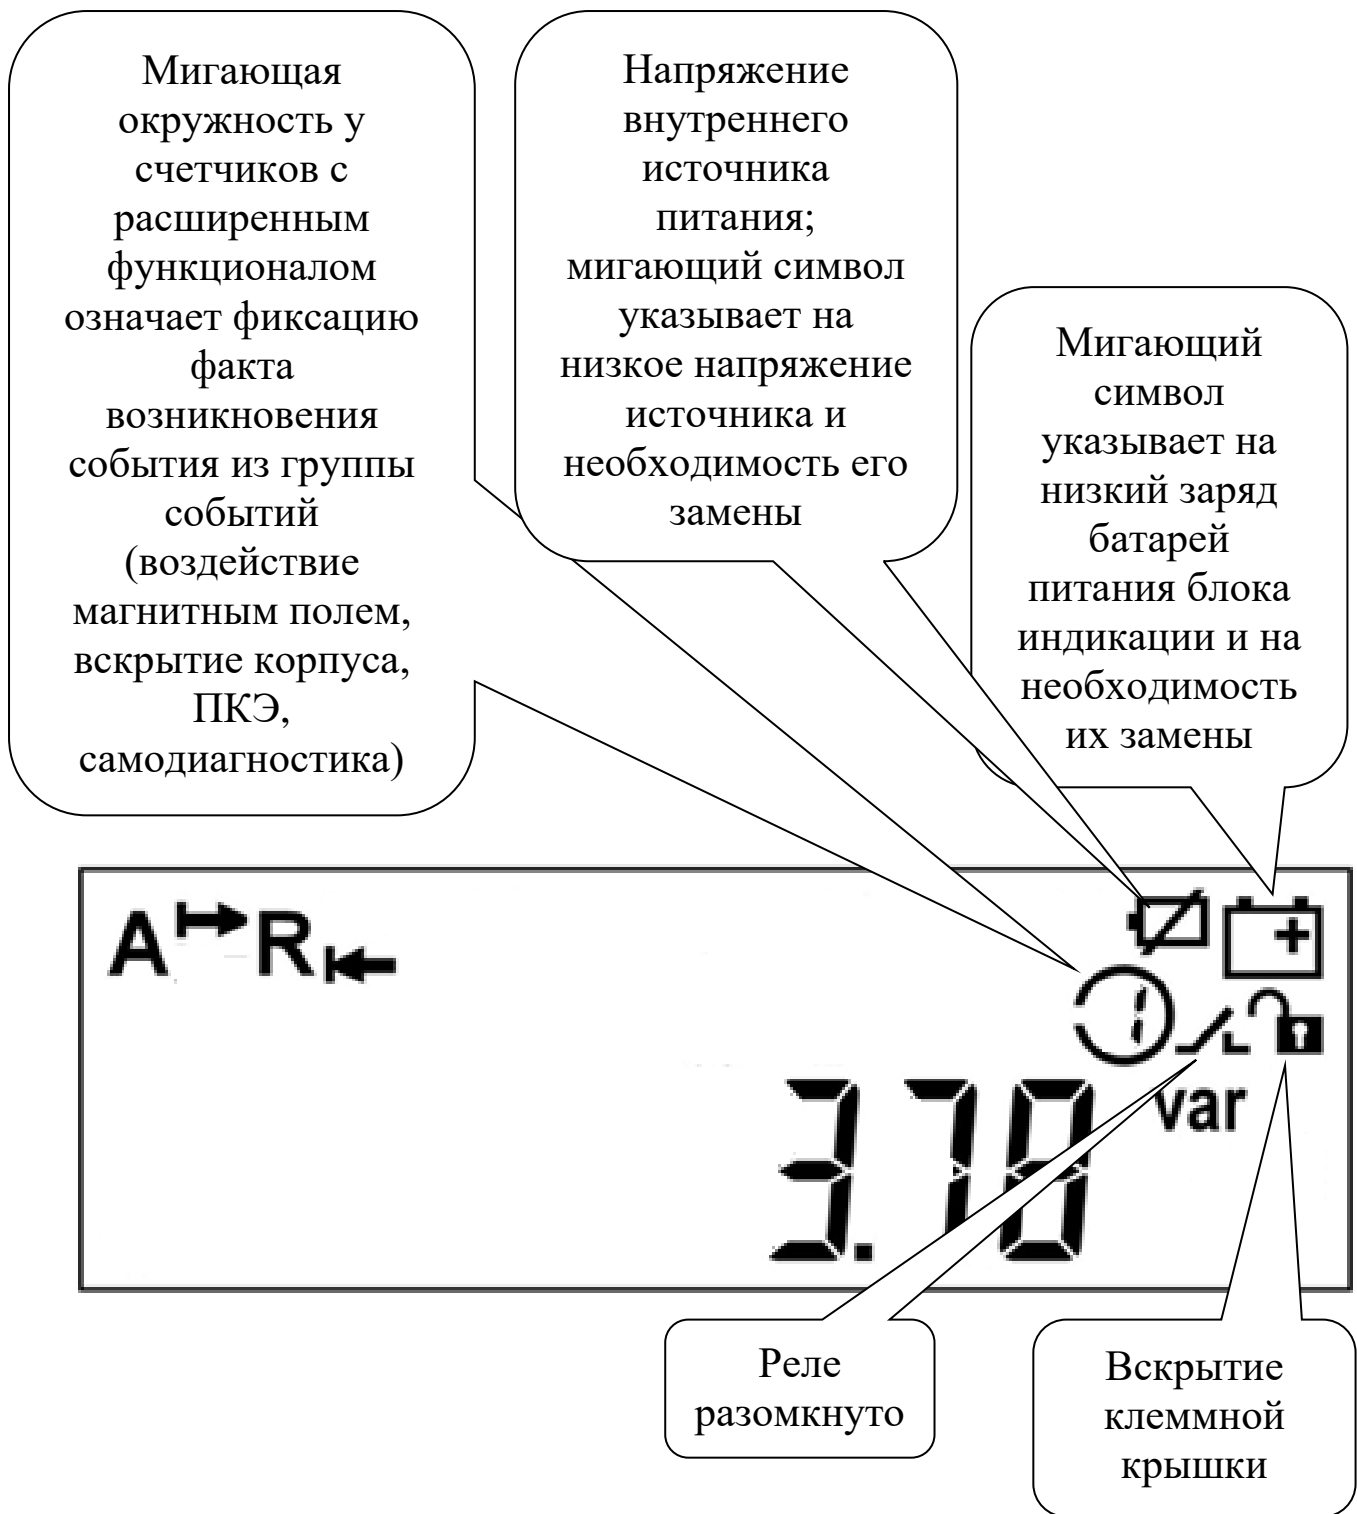 Мигающая
окружность у
счетчиков с
расширенным
функционалом
означает фиксацию
факта
возникновения
события из группы
событий
(воздействие
магнитным полем,
вскрытие корпуса,
ПКЭ,
самодиагностика)
Напряжение
внутреннего
источника
питания;
мигающий символ
указывает на
низкое напряжение
источника и
необходимость его
замены
Мигающий
символ
указывает на
низкий заряд
батарей
питания блока
индикации и на
необходимость
их замены
A R
1
3.78 var
Реле
разомкнуто
Вскрытие
клеммной
крышки